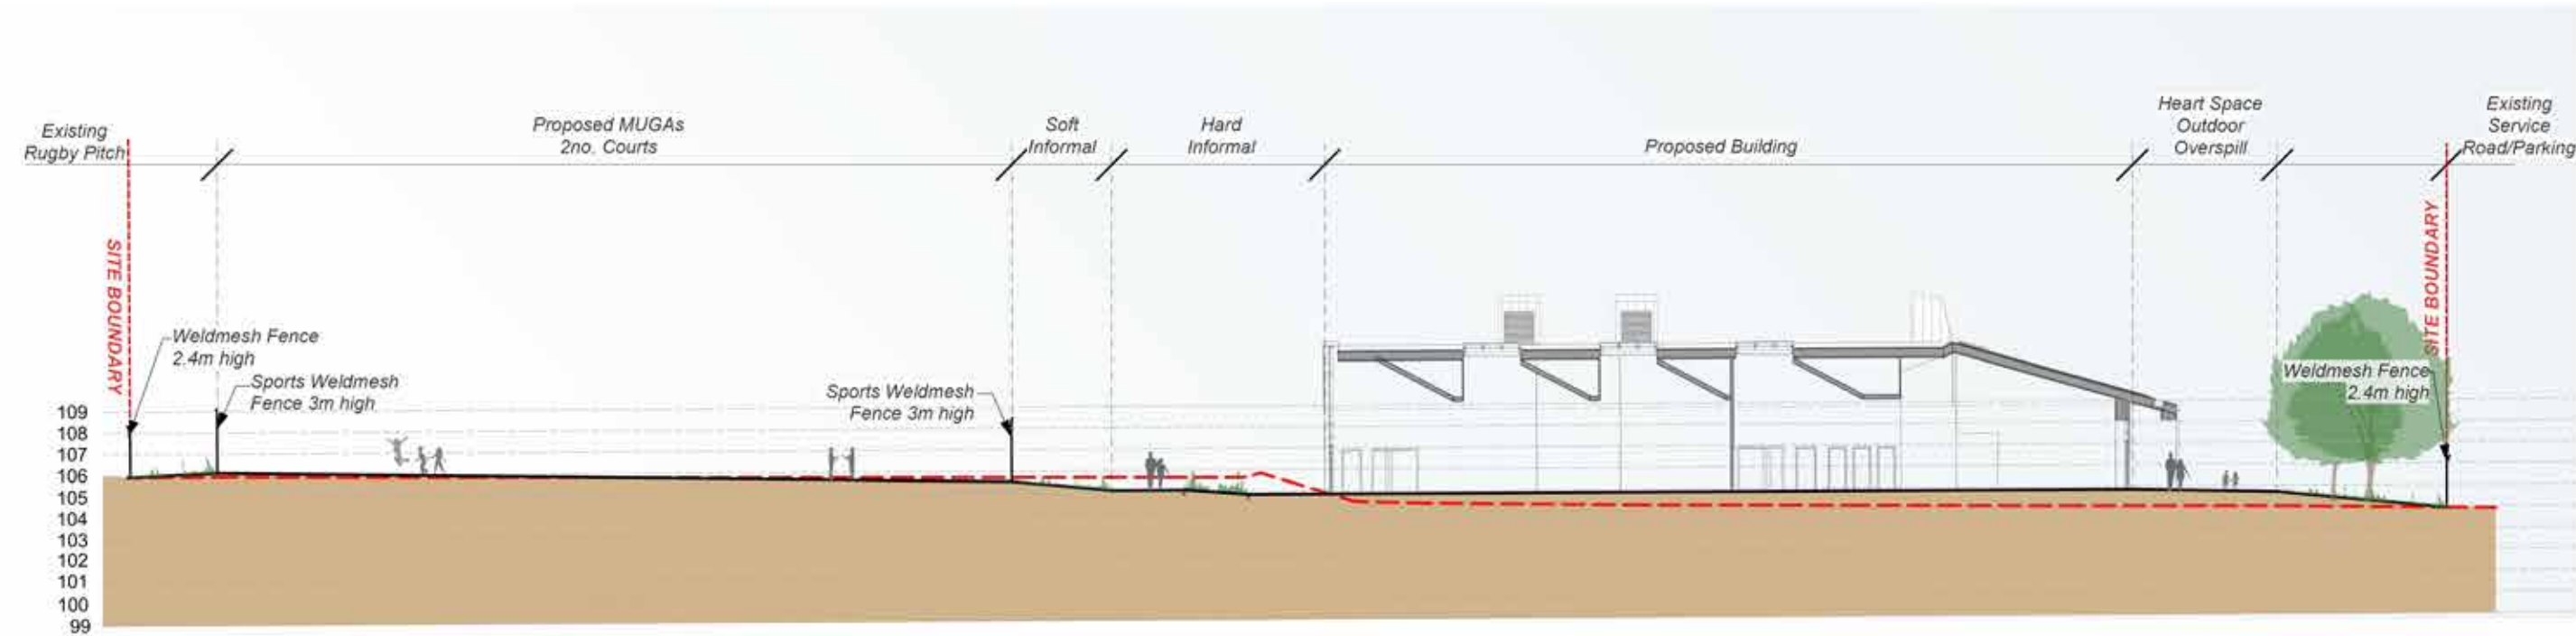 Existing
Rugby Pitch
Proposed MUGAs
2no. Courts
Soft
Informal
Hard
Informal
Proposed Building
Heart Space
Outdoor
Overspill
Existing
Service
Road/Parking
SITE BOUNDARY
SITE BOUNDARY
Weldmesh Fence
2.4m high
Sports Weldmesh
Fence 3m high
Sports Weldmesh
Fence 3m high
Weldmesh Fence
2.4m high
109
108
107
106
105
104
103
102
101
100
99